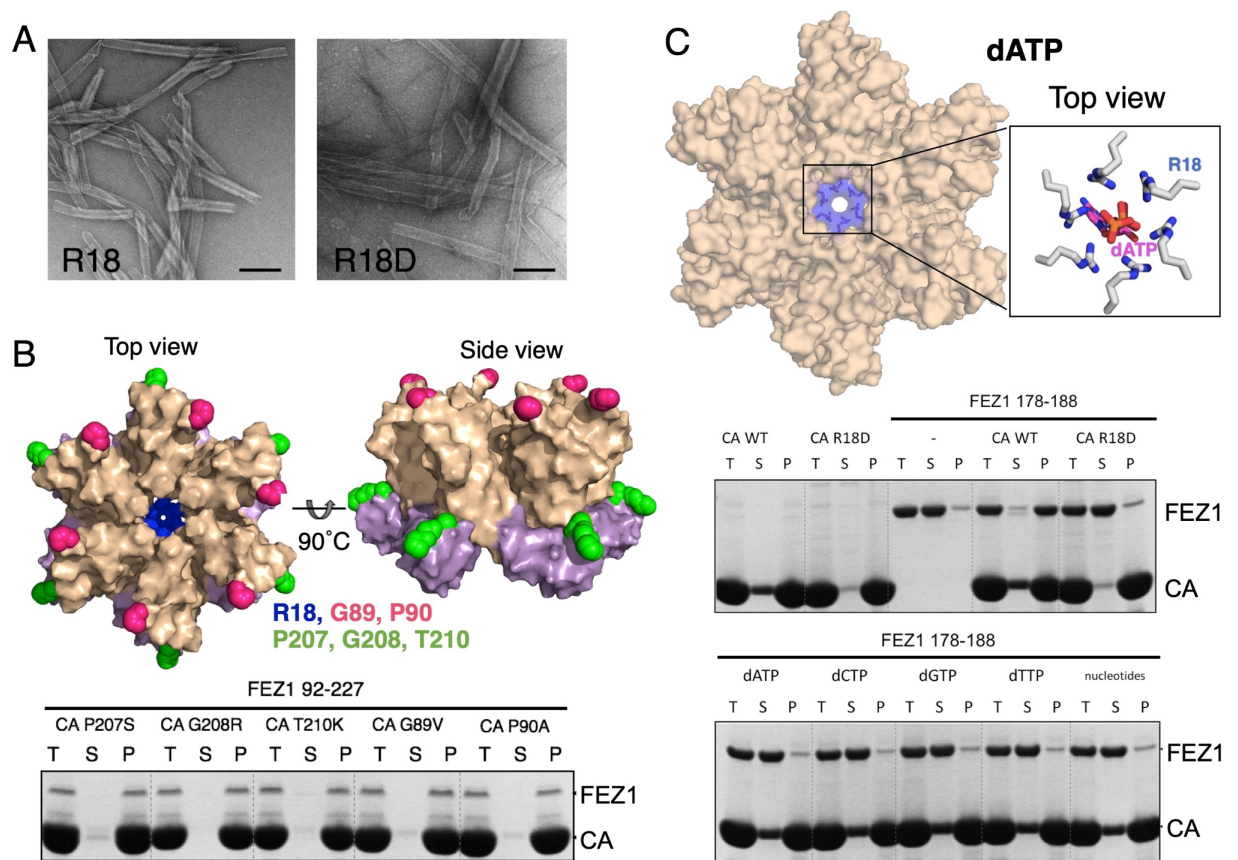 A
R18
R18D
B
Top view
Side view
90˚C
R18, G89, P90
P207, G208, T210
FEZ1 92-227
CA P207S CA G208R CA T210K CA G89V CA P90A
T S P T S P T S P T S P T S P
FEZ1
CA
C
dATP
Top view
R18
dATP
FEZ1 178-188
CA WT CA R18D - CA WT CA R18D
T S P T S P T S P T S P T S P
FEZ1
CA
FEZ1 178-188
dATP dCTP dGTP dTTP nucleotides
T S P T S P T S P T S P T S P
FEZ1
CA